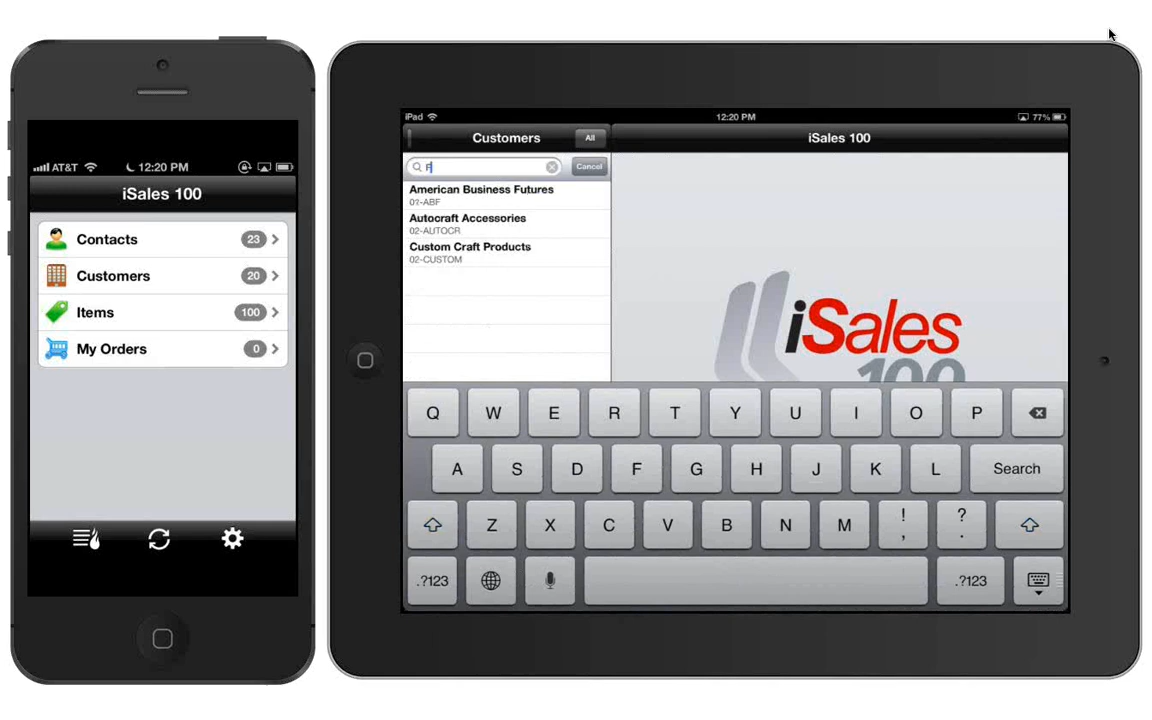 AT&T 12:20 PM
iSales 100
Contacts 23
Customers 20
Items 100
My Orders 0
iPad 12:20 PM 77%
Customers All iSales 100
F Cancel
American Business Futures
0?-ABF
Autocraft Accessories
02-AUTOCR
Custom Craft Products
02-CUSTOM
iSales
100
Q W E R T Y U I O P
A S D F G H J K L Search
Z X C V B N M ! , ? .
.?123 .?123